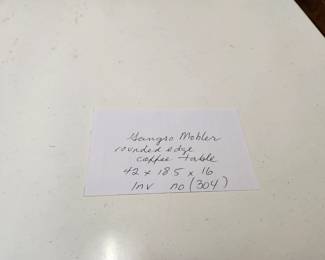 Gangso Mobler
rounded edge
coffee table
42 x 18.5 x 16
Inv no (304)